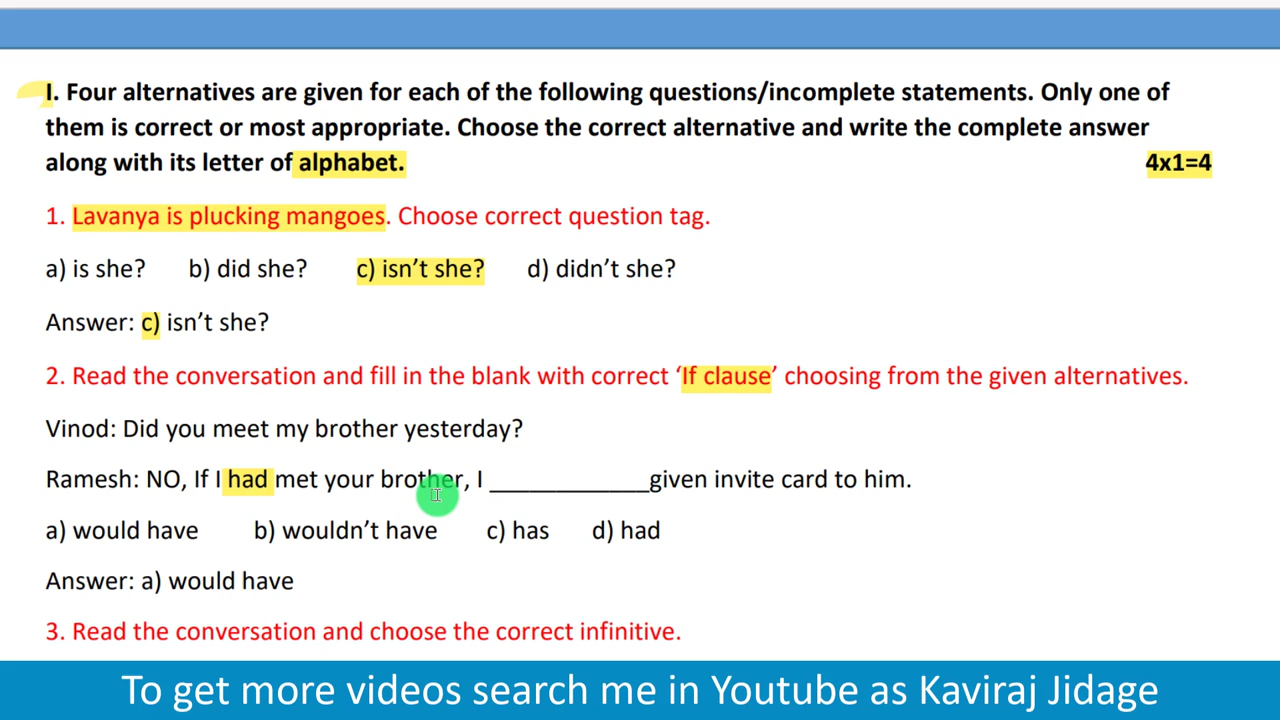 I. Four alternatives are given for each of the following questions/incomplete statements. Only one of
them is correct or most appropriate. Choose the correct alternative and write the complete answer
along with its letter of alphabet. 4x1=4
1. Lavanya is plucking mangoes. Choose correct question tag.
a) is she? b) did she? c) isn’t she? d) didn’t she?
Answer: c) isn’t she?
2. Read the conversation and fill in the blank with correct ‘If clause’ choosing from the given alternatives.
Vinod: Did you meet my brother yesterday?
Ramesh: NO, If I had met your brother, I _____________given invite card to him.
a) would have b) wouldn’t have c) has d) had
Answer: a) would have
3. Read the conversation and choose the correct infinitive.
To get more videos search me in Youtube as Kaviraj Jidage